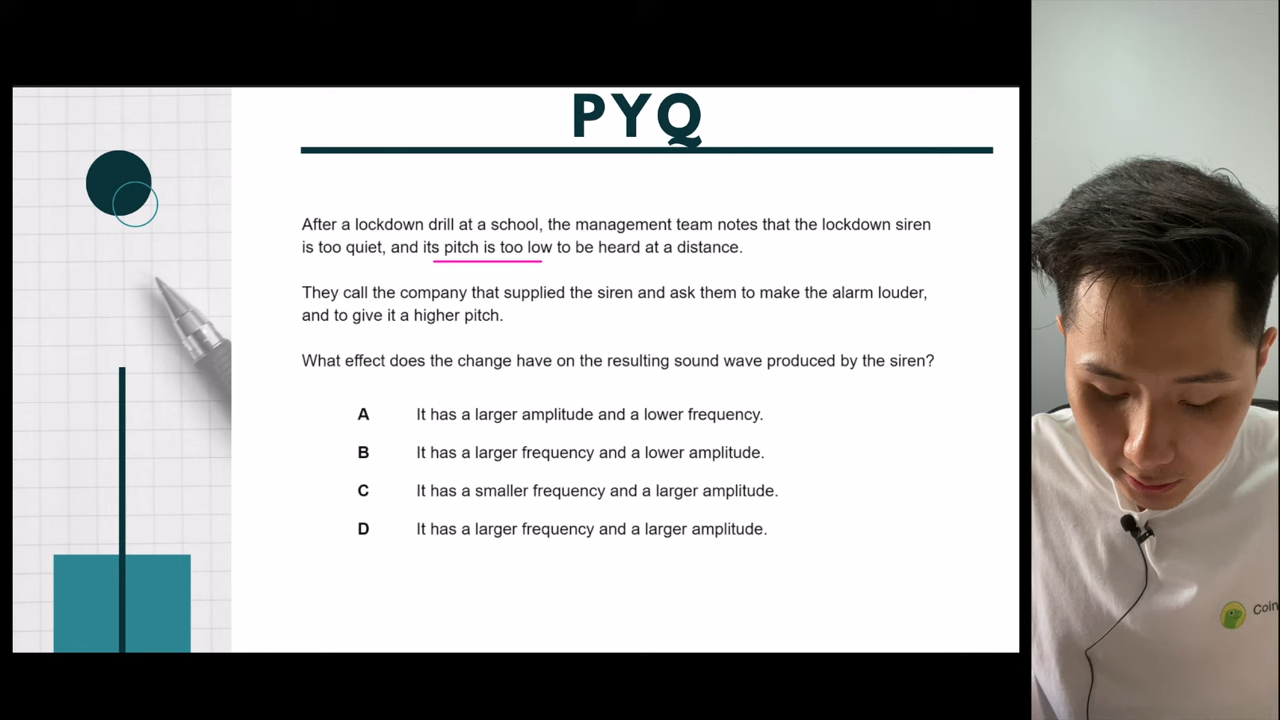 PYQ
After a lockdown drill at a school, the management team notes that the lockdown siren
is too quiet, and its pitch is too low to be heard at a distance.
They call the company that supplied the siren and ask them to make the alarm louder,
and to give it a higher pitch.
What effect does the change have on the resulting sound wave produced by the siren?
A It has a larger amplitude and a lower frequency.
B It has a larger frequency and a lower amplitude.
C It has a smaller frequency and a larger amplitude.
D It has a larger frequency and a larger amplitude.